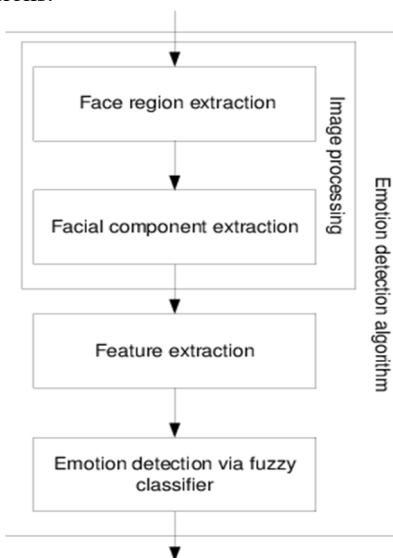 Face region extraction
Image processing
Facial component extraction
Emotion detection algorithm
Feature extraction
Emotion detection via fuzzy
classifier